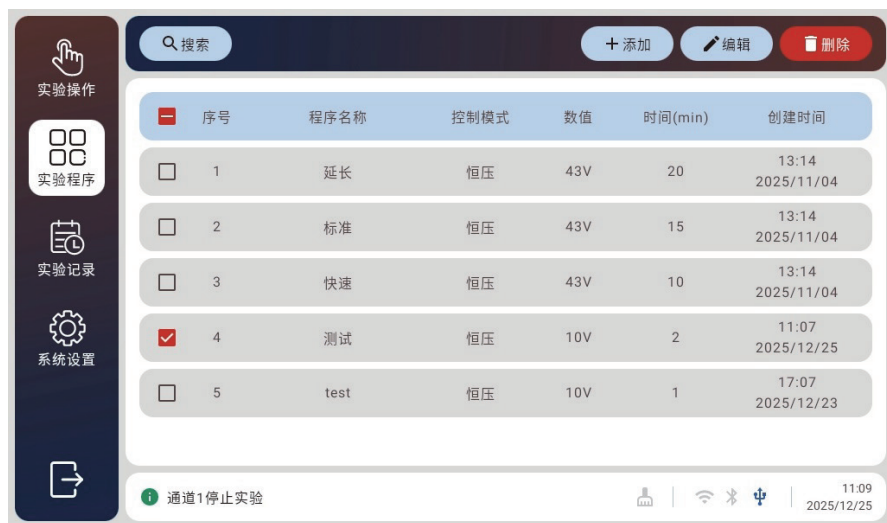 实验操作
实验程序
实验记录
系统设置
搜索
添加
编辑
删除
序号 程序名称 控制模式 数值 时间(min) 创建时间
1 延长 恒压 43V 20 13:14 2025/11/04
2 标准 恒压 43V 15 13:14 2025/11/04
3 快速 恒压 43V 10 13:14 2025/11/04
4 测试 恒压 10V 2 11:07 2025/12/25
5 test 恒压 10V 1 17:07 2025/12/23
通道1停止实验
11:09
2025/12/25